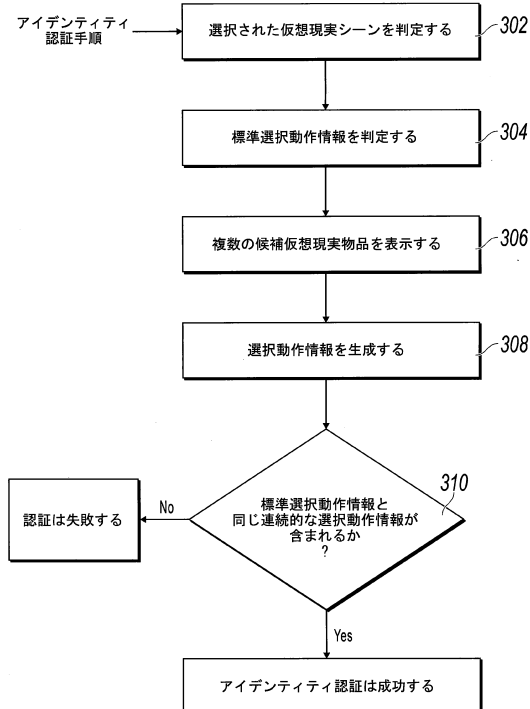 アイデンティティ
認証手順
選択された仮想現実シーンを判定する
302
標準選択動作情報を判定する
304
複数の候補仮想現実物品を表示する
306
選択動作情報を生成する
308
標準選択動作情報と
同じ連続的な選択動作情報が
含まれるか
?
310
No
認証は失敗する
Yes
アイデンティティ認証は成功する